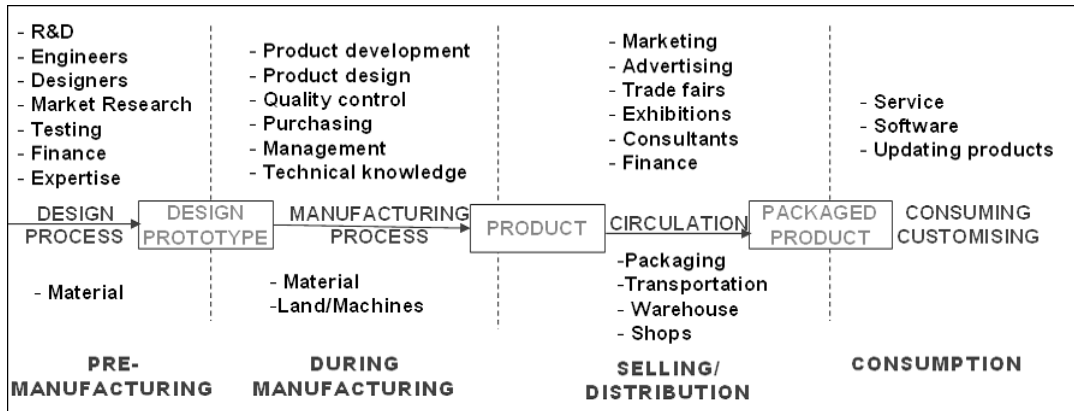 - R&D
- Engineers
- Designers
- Market Research
- Testing
- Finance
- Expertise
- Product development
- Product design
- Quality control
- Purchasing
- Management
- Technical knowledge
- Marketing
- Advertising
- Trade fairs
- Exhibitions
- Consultants
- Finance
- Service
- Software
- Updating products
DESIGN
PROCESS
DESIGN
PROTOTYPE
MANUFACTURING
PROCESS
PRODUCT
CIRCULATION
PACKAGED
PRODUCT
CONSUMING
CUSTOMISING
- Material
- Material
-Land/Machines
-Packaging
-Transportation
- Warehouse
- Shops
PRE-
MANUFACTURING
DURING
MANUFACTURING
SELLING/
DISTRIBUTION
CONSUMPTION